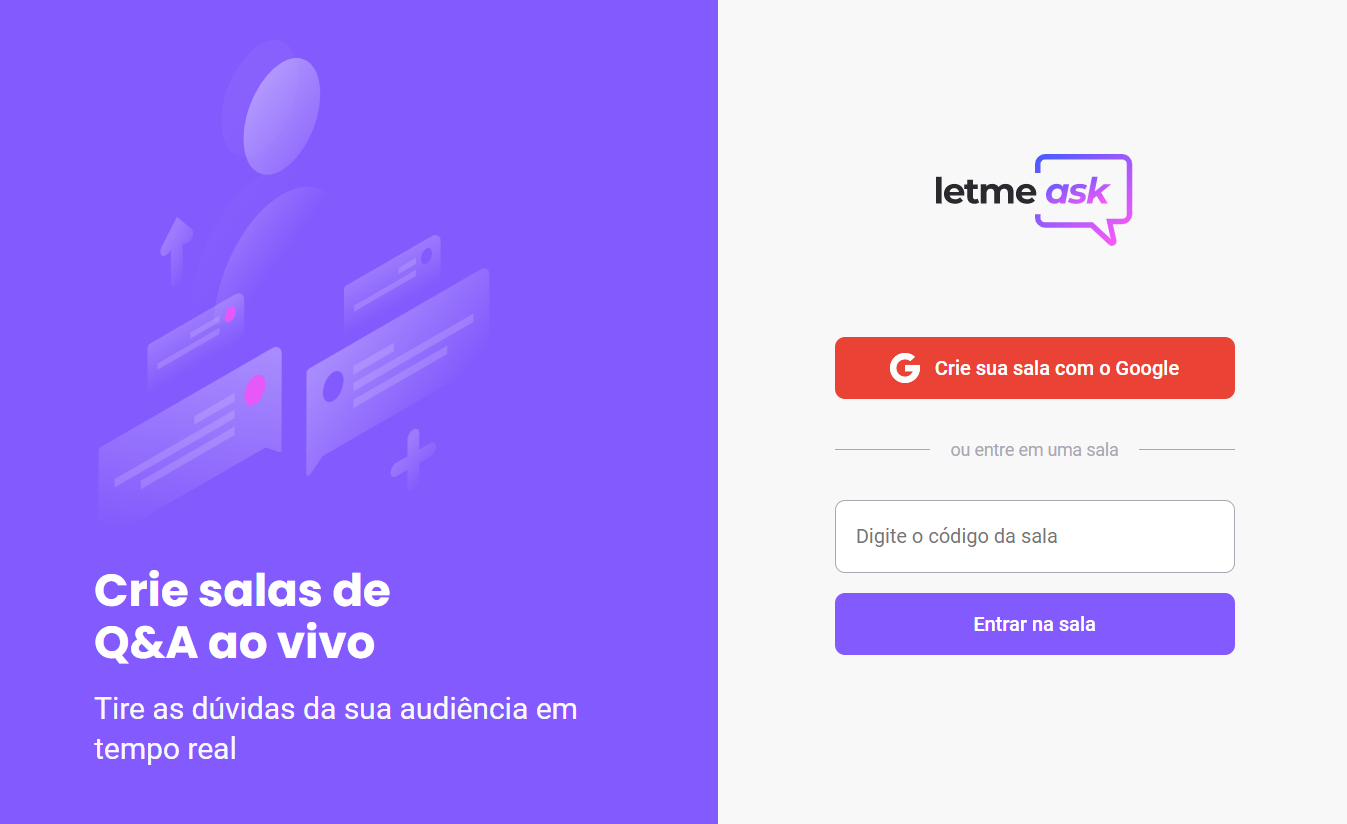 Crie salas de
Q&A ao vivo
Tire as dúvidas da sua audiência em
tempo real
letme ask
Crie sua sala com o Google
ou entre em uma sala
Digite o código da sala
Entrar na sala